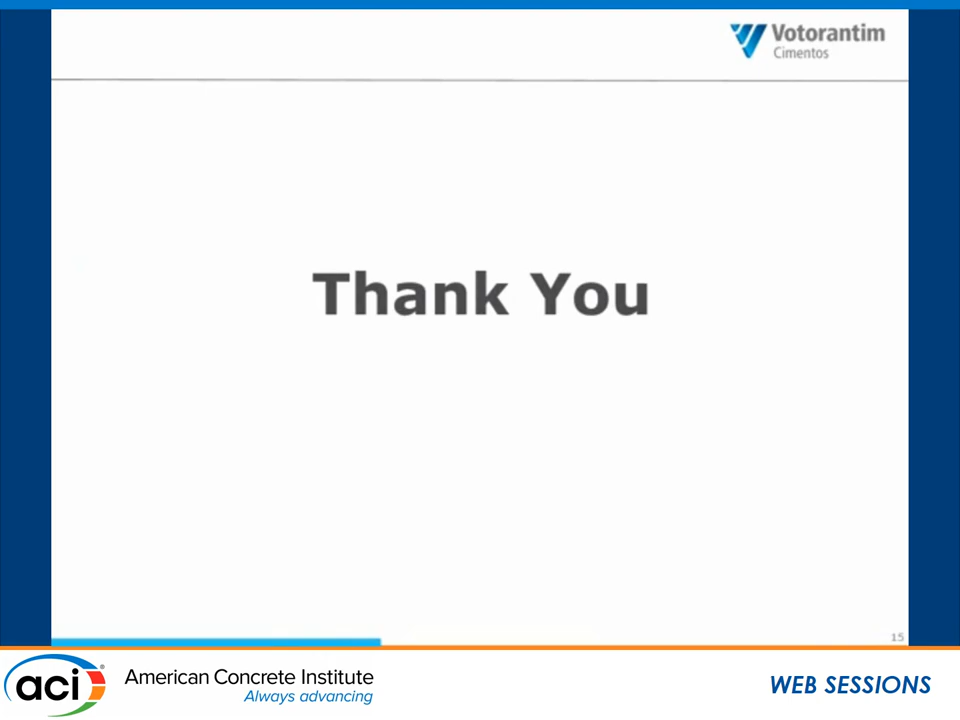 Votorantim
Cimentos
Thank You
15
aci®
American Concrete Institute
Always advancing
WEB SESSIONS